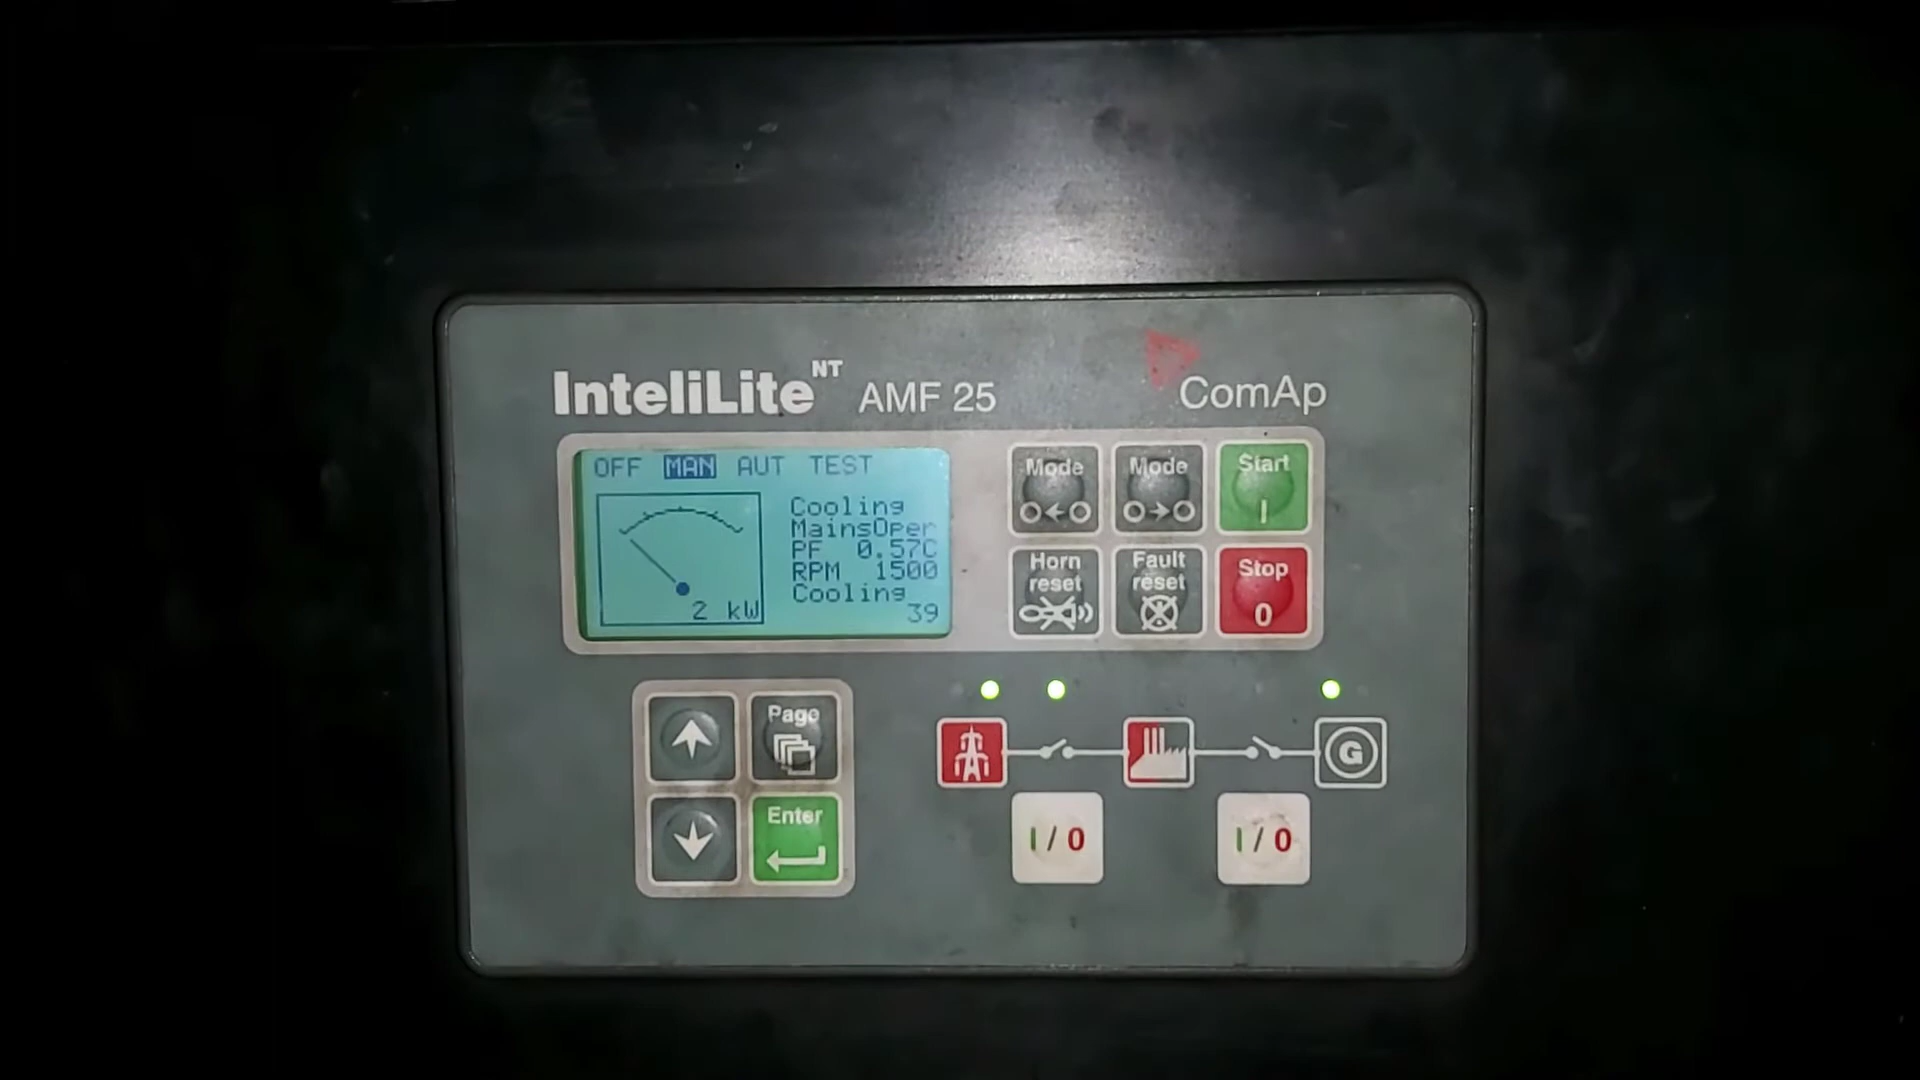 InteliLite NT AMF 25
ComAp
OFF MAN AUT TEST
Cooling
MainsOper
PF 0.57C
RPM 1500
Cooling
39
2 kW
Mode
Mode
Start
I
Horn
reset
Fault
reset
Stop
0
Page
Enter
G
I/0
I/0